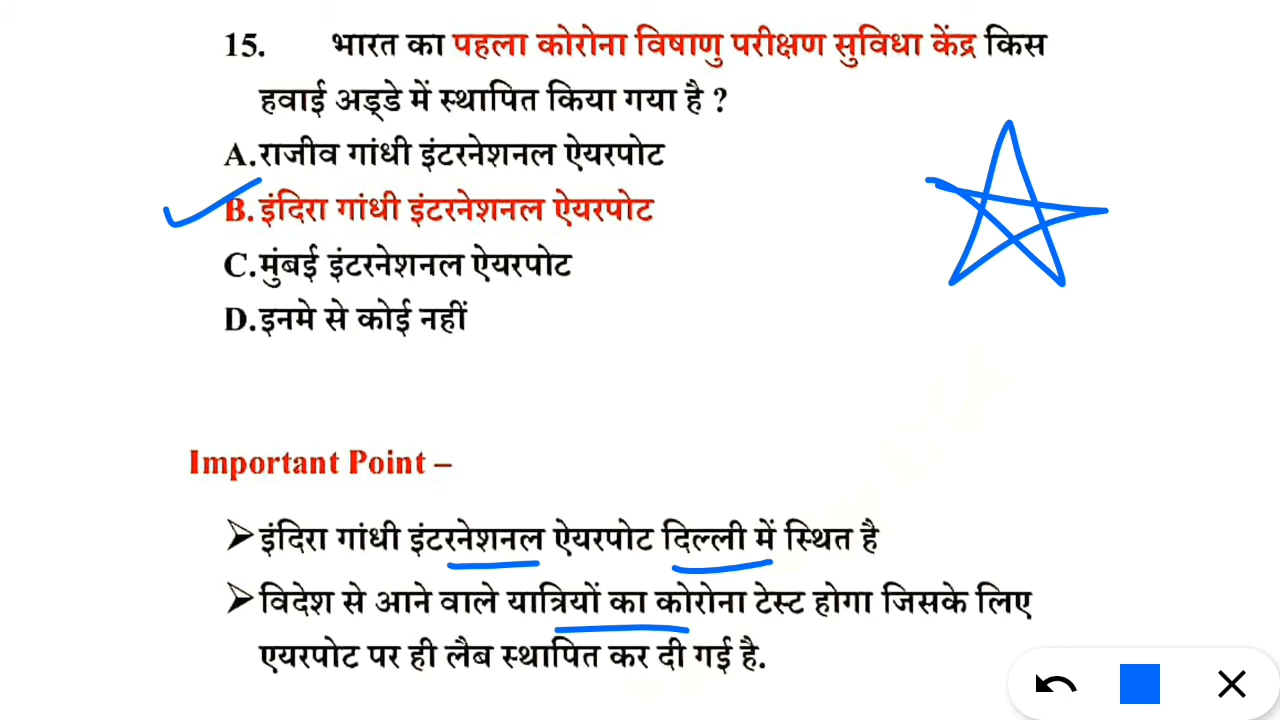 15. भारत का पहला कोरोना विषाणु परीक्षण सुविधा केंद्र किस
हवाई अड्डे में स्थापित किया गया है ?
A.राजीव गांधी इंटरनेशनल ऐयरपोट
B.इंदिरा गांधी इंटरनेशनल ऐयरपोट
C.मुंबई इंटरनेशनल ऐयरपोट
D.इनमे से कोई नहीं
Important Point –
➢इंदिरा गांधी इंटरनेशनल ऐयरपोट दिल्ली में स्थित है
➢विदेश से आने वाले यात्रियों का कोरोना टेस्ट होगा जिसके लिए
एयरपोट पर ही लैब स्थापित कर दी गई है.